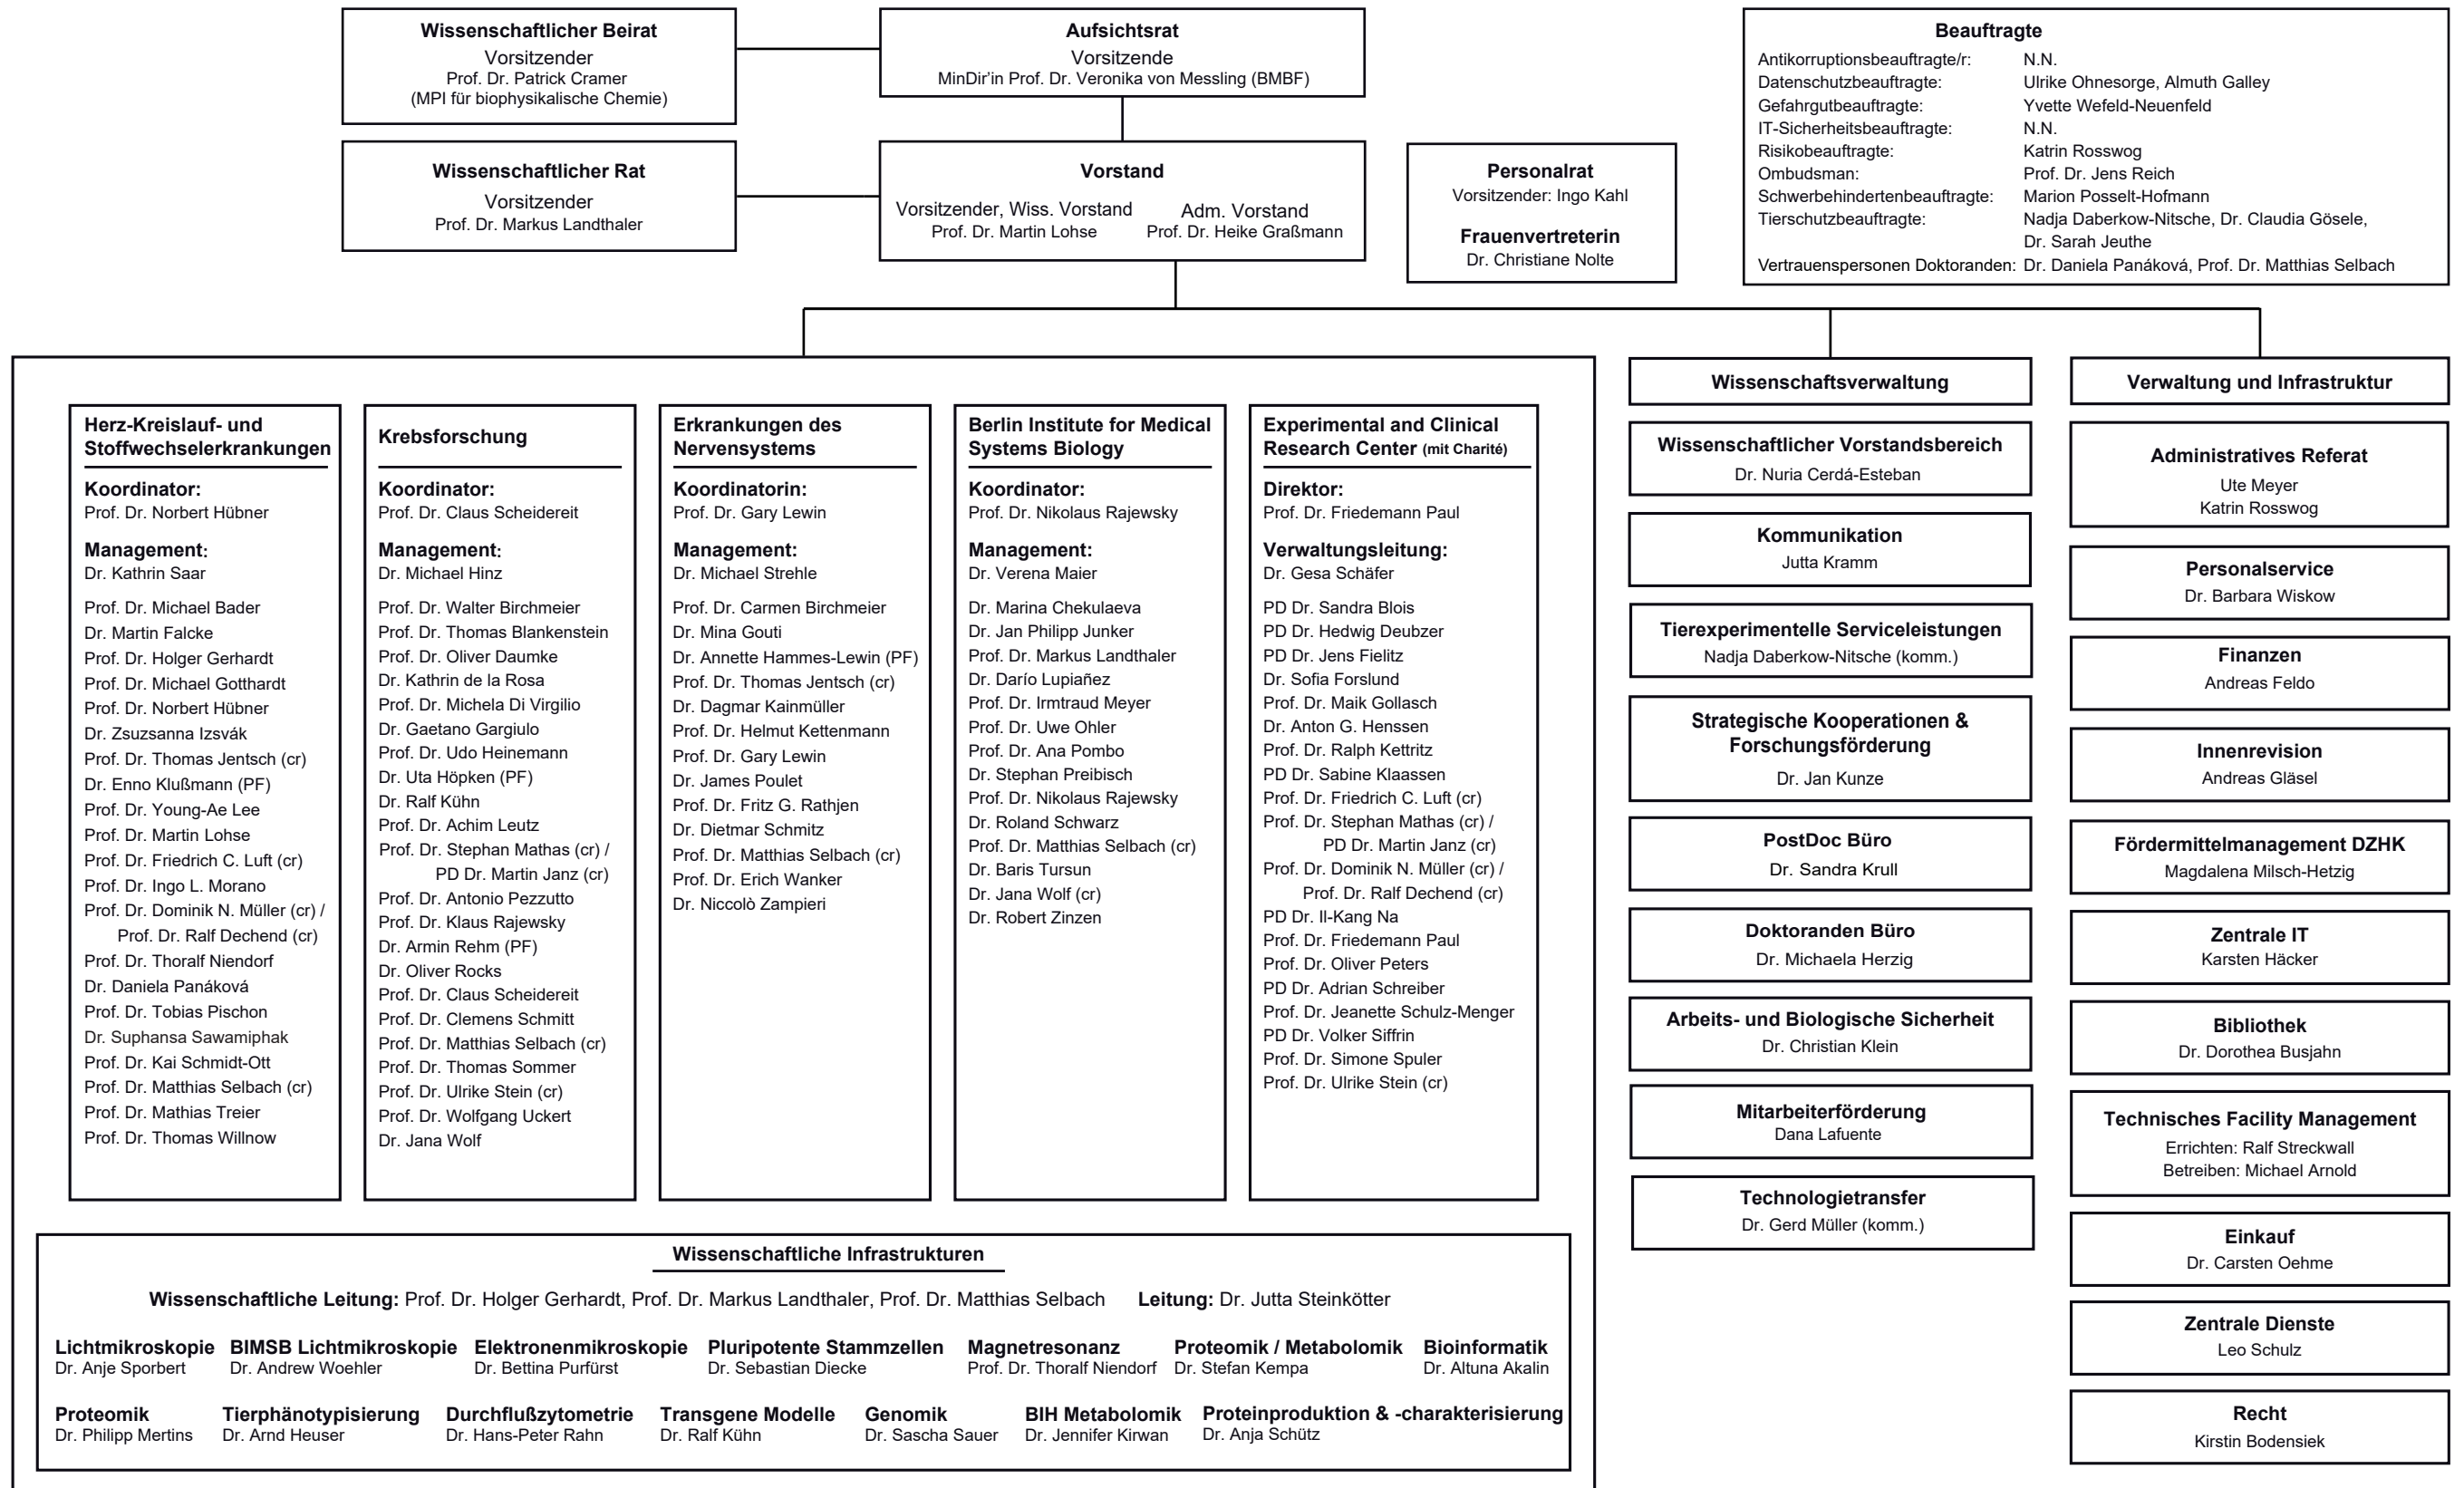 Wissenschaftlicher Beirat
Vorsitzender
Prof. Dr. Patrick Cramer
(MPI für biophysikalische Chemie)
Aufsichtsrat
Vorsitzende
MinDir'in Prof. Dr. Veronika von Messling (BMBF)
Wissenschaftlicher Rat
Vorsitzender
Prof. Dr. Markus Landthaler
Vorstand
Vorsitzender, Wiss. Vorstand
Prof. Dr. Martin Lohse
Adm. Vorstand
Prof. Dr. Heike Graßmann
Personalrat
Vorsitzender: Ingo Kahl
Frauenvertreterin
Dr. Christiane Nolte
Beauftragte
Antikorruptionsbeauftragte/r: N.N.
Datenschutzbeauftragte: Ulrike Ohnesorge, Almuth Galley
Gefahrgutbeauftragte: Yvette Wefeld-Neuenfeld
IT-Sicherheitsbeauftragte: N.N.
Risikobeauftragte: Katrin Rosswog
Ombudsman: Prof. Dr. Jens Reich
Schwerbehindertenbeauftragte: Marion Posselt-Hofmann
Tierschutzbeauftragte: Nadja Daberkow-Nitsche, Dr. Claudia Gösele,
Dr. Sarah Jeuthe
Vertrauenspersonen Doktoranden: Dr. Daniela Panáková, Prof. Dr. Matthias Selbach
Herz-Kreislauf- und
Stoffwechselerkrankungen
Koordinator:
Prof. Dr. Norbert Hübner
Management:
Dr. Kathrin Saar
Prof. Dr. Michael Bader
Dr. Martin Falcke
Prof. Dr. Holger Gerhardt
Prof. Dr. Michael Gotthardt
Prof. Dr. Norbert Hübner
Dr. Zsuzsanna Izsvák
Prof. Dr. Thomas Jentsch (cr)
Dr. Enno Klußmann (PF)
Prof. Dr. Young-Ae Lee
Prof. Dr. Martin Lohse
Prof. Dr. Friedrich C. Luft (cr)
Prof. Dr. Ingo L. Morano
Prof. Dr. Dominik N. Müller (cr) /
Prof. Dr. Ralf Dechend (cr)
Prof. Dr. Thoralf Niendorf
Dr. Daniela Panáková
Prof. Dr. Tobias Pischon
Dr. Suphansa Sawamiphak
Prof. Dr. Kai Schmidt-Ott
Prof. Dr. Matthias Selbach (cr)
Prof. Dr. Mathias Treier
Prof. Dr. Thomas Willnow
Krebsforschung
Koordinator:
Prof. Dr. Claus Scheidereit
Management:
Dr. Michael Hinz
Prof. Dr. Walter Birchmeier
Prof. Dr. Thomas Blankenstein
Prof. Dr. Oliver Daumke
Dr. Kathrin de la Rosa
Prof. Dr. Michela Di Virgilio
Dr. Gaetano Gargiulo
Prof. Dr. Udo Heinemann
Dr. Uta Höpken (PF)
Dr. Ralf Kühn
Prof. Dr. Achim Leutz
Prof. Dr. Stephan Mathas (cr) /
PD Dr. Martin Janz (cr)
Prof. Dr. Antonio Pezzutto
Prof. Dr. Klaus Rajewsky
Dr. Armin Rehm (PF)
Dr. Oliver Rocks
Prof. Dr. Claus Scheidereit
Prof. Dr. Clemens Schmitt
Prof. Dr. Matthias Selbach (cr)
Prof. Dr. Thomas Sommer
Prof. Dr. Ulrike Stein (cr)
Prof. Dr. Wolfgang Uckert
Dr. Jana Wolf
Erkrankungen des
Nervensystems
Koordinatorin:
Prof. Dr. Gary Lewin
Management:
Dr. Michael Strehle
Prof. Dr. Carmen Birchmeier
Dr. Mina Gouti
Dr. Annette Hammes-Lewin (PF)
Prof. Dr. Thomas Jentsch (cr)
Dr. Dagmar Kainmüller
Prof. Dr. Helmut Kettenmann
Prof. Dr. Gary Lewin
Dr. James Poulet
Prof. Dr. Fritz G. Rathjen
Dr. Dietmar Schmitz
Prof. Dr. Matthias Selbach (cr)
Prof. Dr. Erich Wanker
Dr. Niccolò Zampieri
Berlin Institute for Medical
Systems Biology
Koordinator:
Prof. Dr. Nikolaus Rajewsky
Management:
Dr. Verena Maier
Dr. Marina Chekulaeva
Dr. Jan Philipp Junker
Prof. Dr. Markus Landthaler
Dr. Darío Lupiañez
Prof. Dr. Irmtraud Meyer
Prof. Dr. Uwe Ohler
Prof. Dr. Ana Pombo
Dr. Stephan Preibisch
Prof. Dr. Nikolaus Rajewsky
Dr. Roland Schwarz
Prof. Dr. Matthias Selbach (cr)
Dr. Baris Tursun
Dr. Jana Wolf (cr)
Dr. Robert Zinzen
Experimental and Clinical
Research Center (mit Charité)
Direktor:
Prof. Dr. Friedemann Paul
Verwaltungsleitung:
Dr. Gesa Schäfer
PD Dr. Sandra Blois
PD Dr. Hedwig Deubzer
PD Dr. Jens Fielitz
Dr. Sofia Forslund
Prof. Dr. Maik Gollasch
Dr. Anton G. Henssen
Prof. Dr. Ralph Kettritz
PD Dr. Sabine Klaassen
Prof. Dr. Friedrich C. Luft (cr)
Prof. Dr. Stephan Mathas (cr) /
PD Dr. Martin Janz (cr)
Prof. Dr. Dominik N. Müller (cr) /
Prof. Dr. Ralf Dechend (cr)
PD Dr. Il-Kang Na
Prof. Dr. Friedemann Paul
Prof. Dr. Oliver Peters
PD Dr. Adrian Schreiber
Prof. Dr. Jeanette Schulz-Menger
PD Dr. Volker Siffrin
Prof. Dr. Simone Spuler
Prof. Dr. Ulrike Stein (cr)
Wissenschaftliche Infrastrukturen
Wissenschaftliche Leitung: Prof. Dr. Holger Gerhardt, Prof. Dr. Markus Landthaler, Prof. Dr. Matthias Selbach Leitung: Dr. Jutta Steinkötter
Lichtmikroskopie
Dr. Anje Sporbert
BIMSB Lichtmikroskopie
Dr. Andrew Woehler
Elektronenmikroskopie
Dr. Bettina Purfürst
Pluripotente Stammzellen
Dr. Sebastian Diecke
Magnetresonanz
Prof. Dr. Thoralf Niendorf
Proteomik / Metabolomik
Dr. Stefan Kempa
Bioinformatik
Dr. Altuna Akalin
Proteomik
Dr. Philipp Mertins
Tierphänotypisierung
Dr. Arnd Heuser
Durchflußzytometrie
Dr. Hans-Peter Rahn
Transgene Modelle
Dr. Ralf Kühn
Genomik
Dr. Sascha Sauer
BIH Metabolomik
Dr. Jennifer Kirwan
Proteinproduktion & -charakterisierung
Dr. Anja Schütz
Wissenschaftsverwaltung
Wissenschaftlicher Vorstandsbereich
Dr. Nuria Cerdá-Esteban
Kommunikation
Jutta Kramm
Tierexperimentelle Serviceleistungen
Nadja Daberkow-Nitsche (komm.)
Strategische Kooperationen &
Forschungsförderung
Dr. Jan Kunze
PostDoc Büro
Dr. Sandra Krull
Doktoranden Büro
Dr. Michaela Herzig
Arbeits- und Biologische Sicherheit
Dr. Christian Klein
Mitarbeiterförderung
Dana Lafuente
Technologietransfer
Dr. Gerd Müller (komm.)
Verwaltung und Infrastruktur
Administratives Referat
Ute Meyer
Katrin Rosswog
Personalservice
Dr. Barbara Wiskow
Finanzen
Andreas Feldo
Innenrevision
Andreas Gläsel
Fördermittelmanagement DZHK
Magdalena Milsch-Hetzig
Zentrale IT
Karsten Häcker
Bibliothek
Dr. Dorothea Busjahn
Technisches Facility Management
Errichten: Ralf Streckwall
Betreiben: Michael Arnold
Einkauf
Dr. Carsten Oehme
Zentrale Dienste
Leo Schulz
Recht
Kirstin Bodensiek